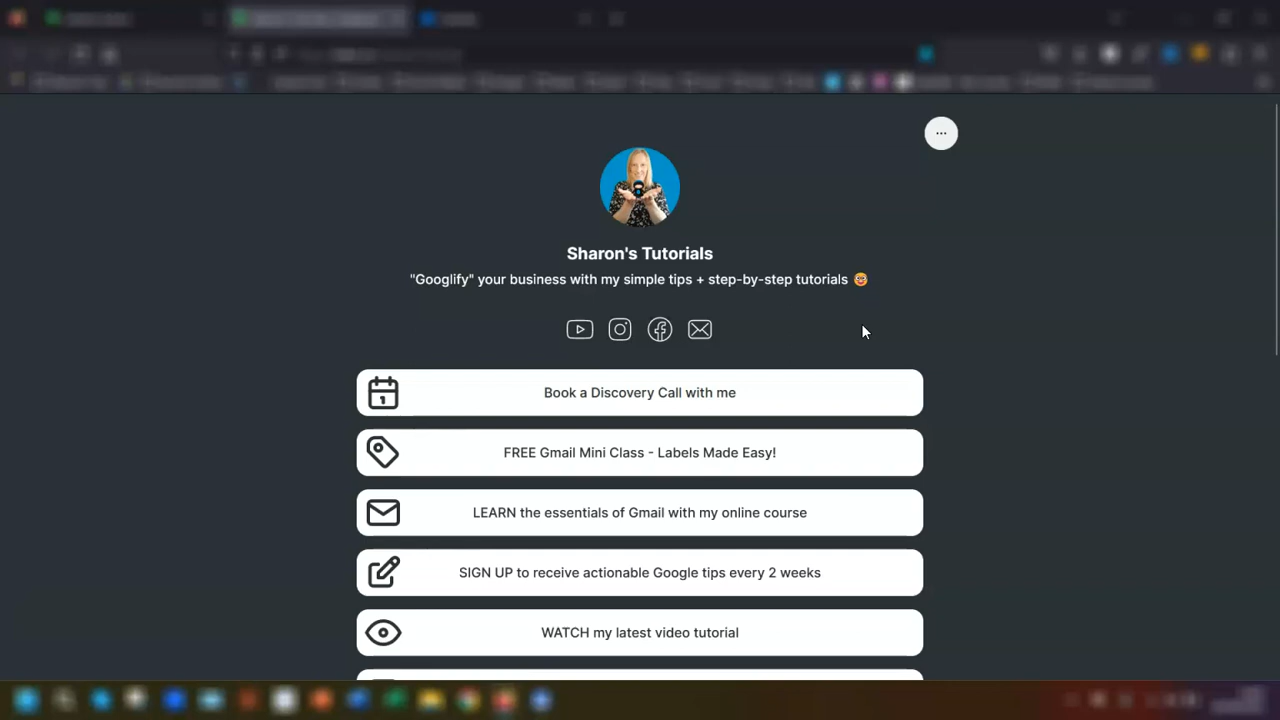 Sharon's Tutorials
"Googlify" your business with my simple tips + step-by-step tutorials 🤓
Book a Discovery Call with me
FREE Gmail Mini Class - Labels Made Easy!
LEARN the essentials of Gmail with my online course
SIGN UP to receive actionable Google tips every 2 weeks
WATCH my latest video tutorial